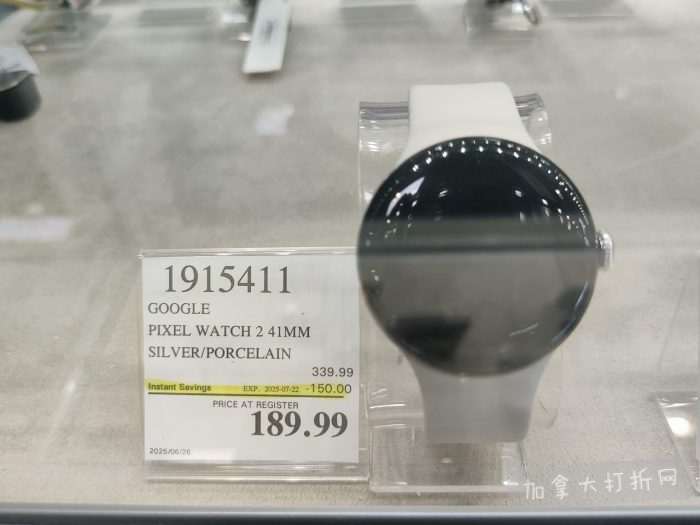 1915411
GOOGLE
PIXEL WATCH 2 41MM
SILVER/PORCELAIN
339.99
Instant Savings EXP. 2025-07-22 -150.00
PRICE AT REGISTER
189.99
2025/06/26
加拿大打折网